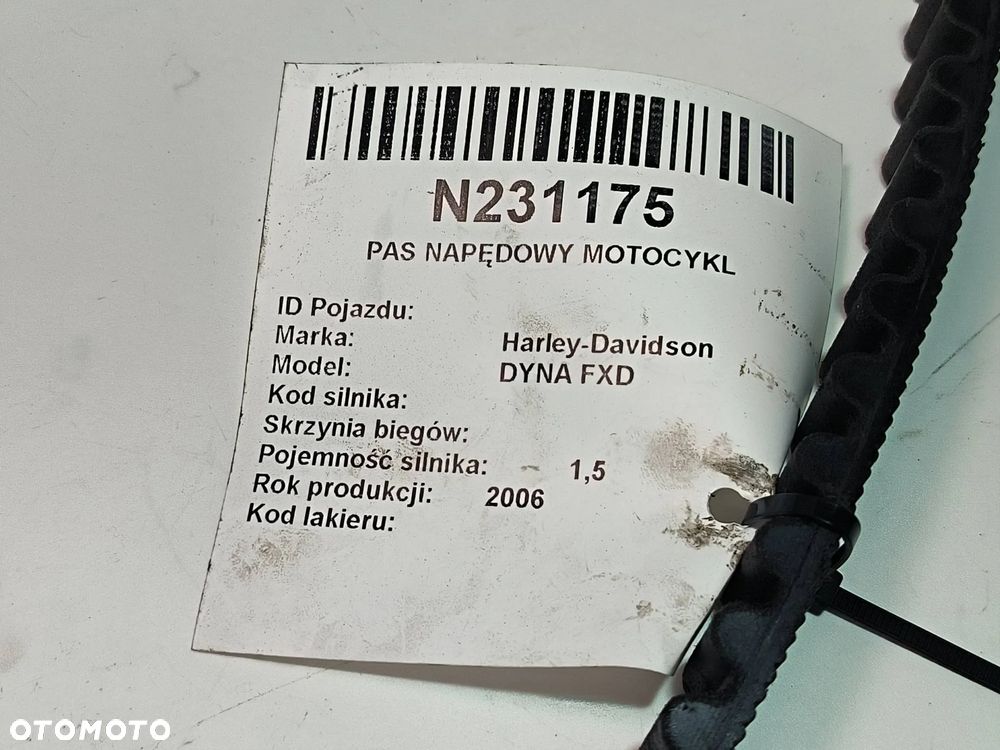 N231175
PAS NAPĘDOWY MOTOCYKL
ID Pojazdu:
Marka: Harley-Davidson
Model: DYNA FXD
Kod silnika:
Skrzynia biegów:
Pojemność silnika: 1,5
Rok produkcji: 2006
Kod lakieru:
OTOMOTO